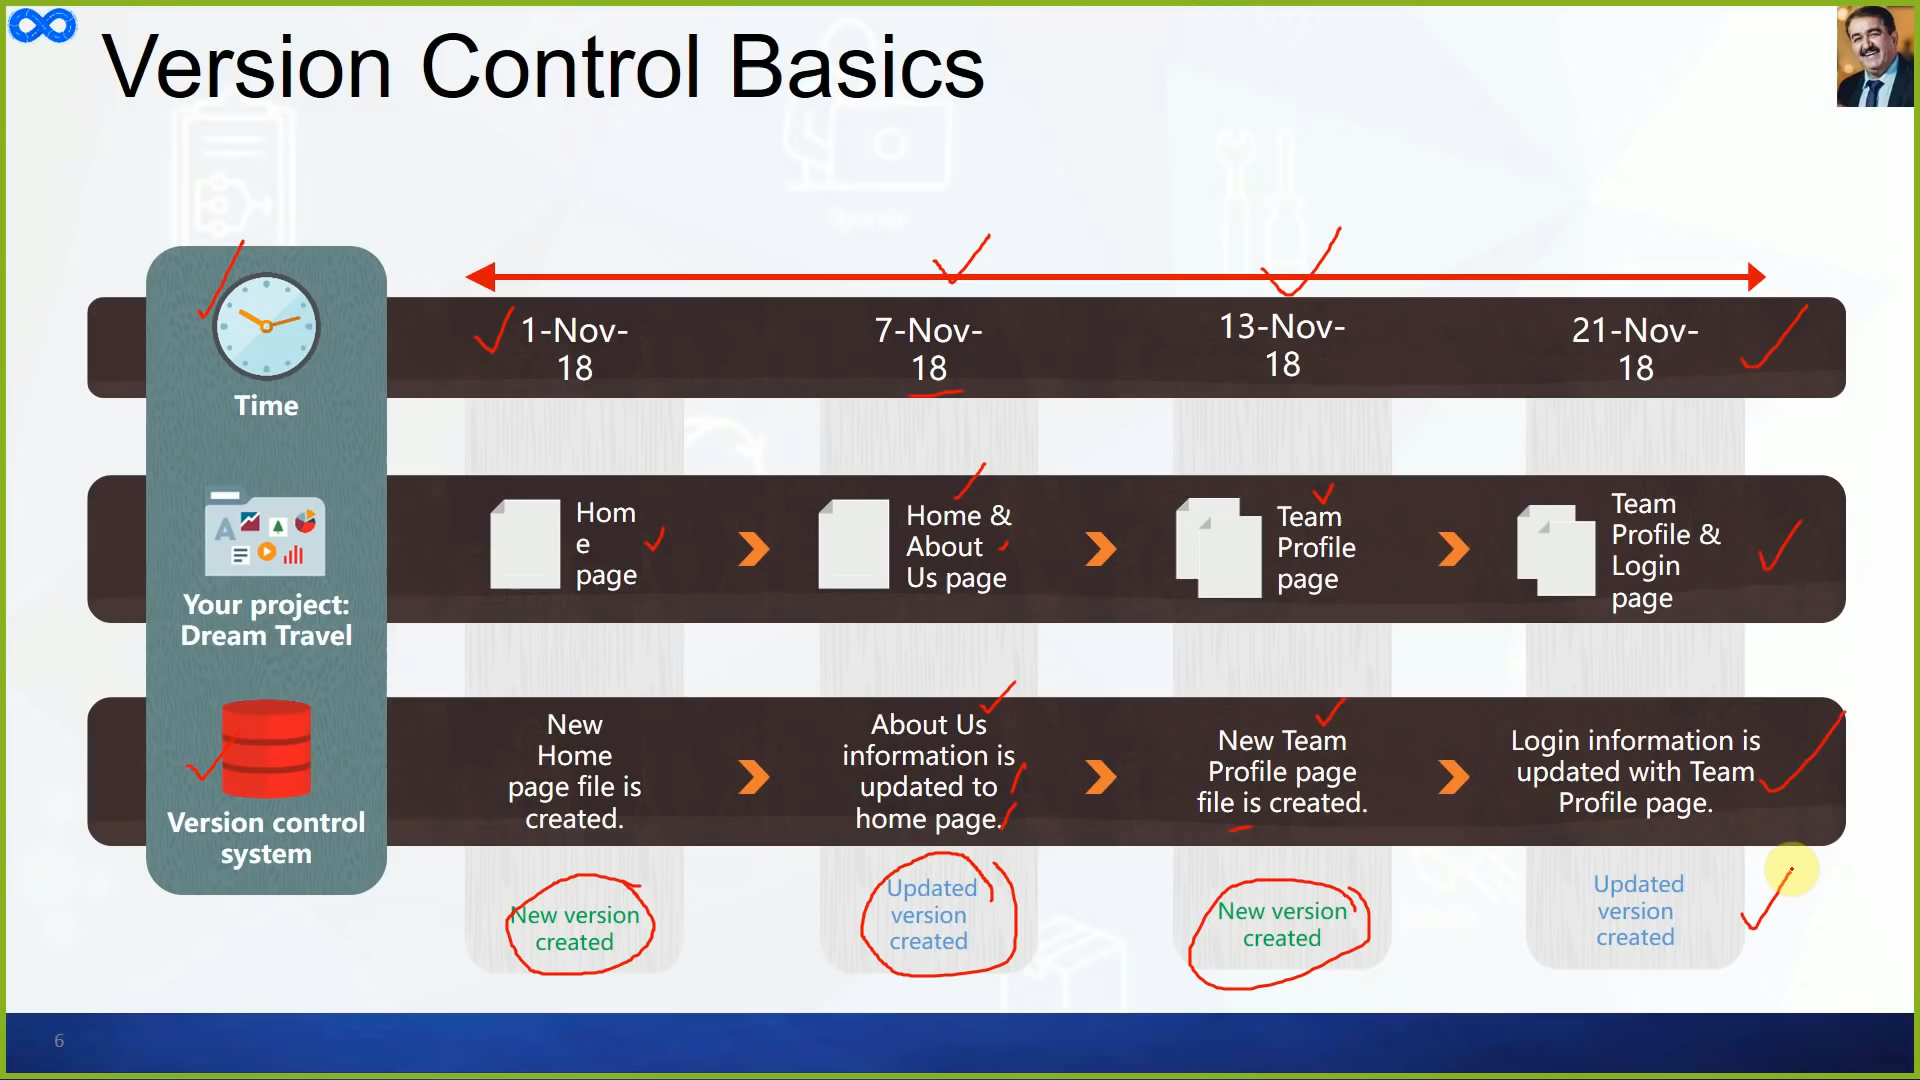 Version Control Basics
Time
1-Nov-
18
7-Nov-
18
13-Nov-
18
21-Nov-
18
Your project:
Dream Travel
Hom
e
page
Home &
About
Us page
Team
Profile
page
Team
Profile &
Login
page
Version control
system
New
Home
page file is
created.
About Us
information is
updated to
home page.
New Team
Profile page
file is created.
Login information is
updated with Team
Profile page.
New version
created
Updated
version
created
New version
created
Updated
version
created
6